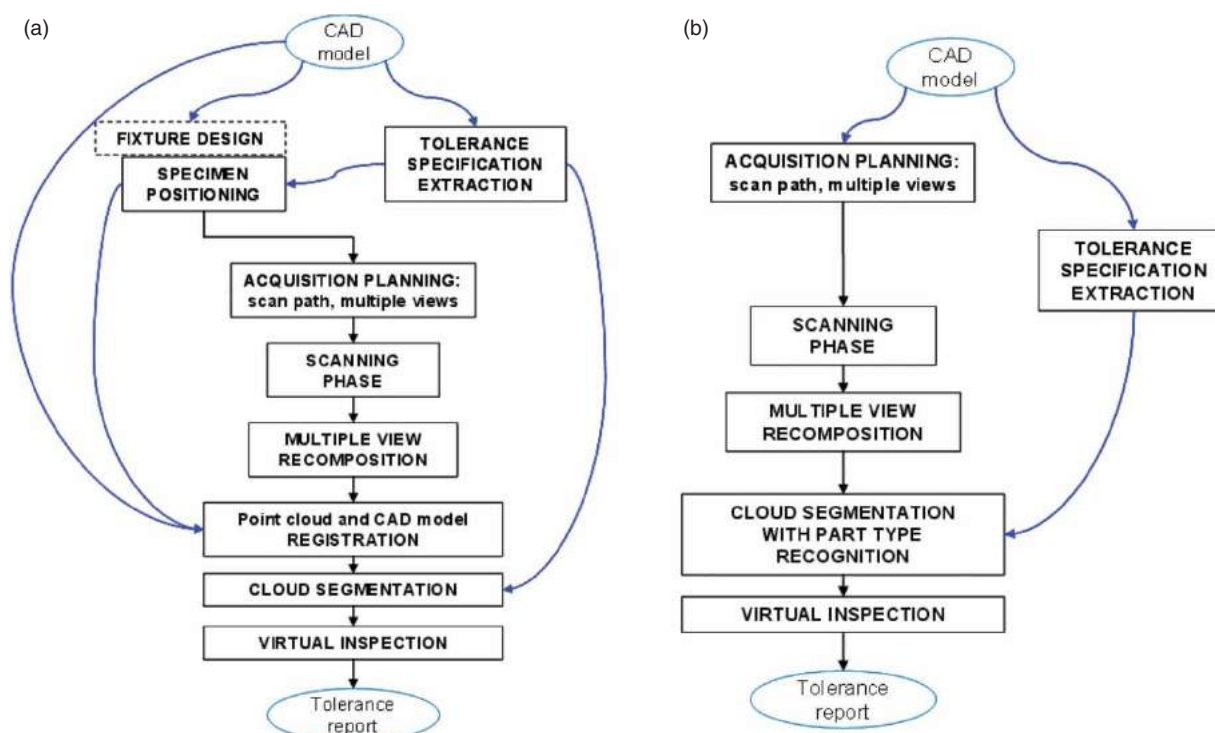 (a)
CAD
model
FIXTURE DESIGN
SPECIMEN
POSITIONING
TOLERANCE
SPECIFICATION
EXTRACTION
ACQUISITION PLANNING:
scan path, multiple views
SCANNING
PHASE
MULTIPLE VIEW
RECOMPOSITION
Point cloud and CAD model
REGISTRATION
CLOUD SEGMENTATION
VIRTUAL INSPECTION
Tolerance
report
(b)
CAD
model
ACQUISITION PLANNING:
scan path, multiple views
TOLERANCE
SPECIFICATION
EXTRACTION
SCANNING
PHASE
MULTIPLE VIEW
RECOMPOSITION
CLOUD SEGMENTATION
WITH PART TYPE
RECOGNITION
VIRTUAL INSPECTION
Tolerance
report